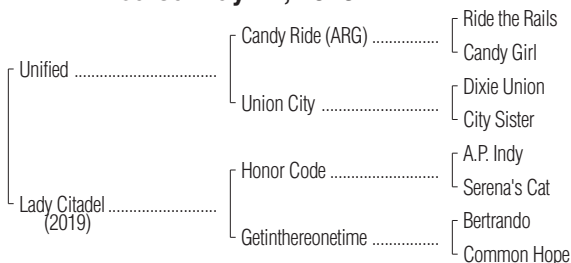 Candy Ride (ARG)
Ride the Rails
Candy Girl
Unified
Union City
Dixie Union
City Sister
Honor Code
A.P. Indy
Serena's Cat
Lady Citadel
(2019)
Getinthereonetime
Bertrando
Common Hope